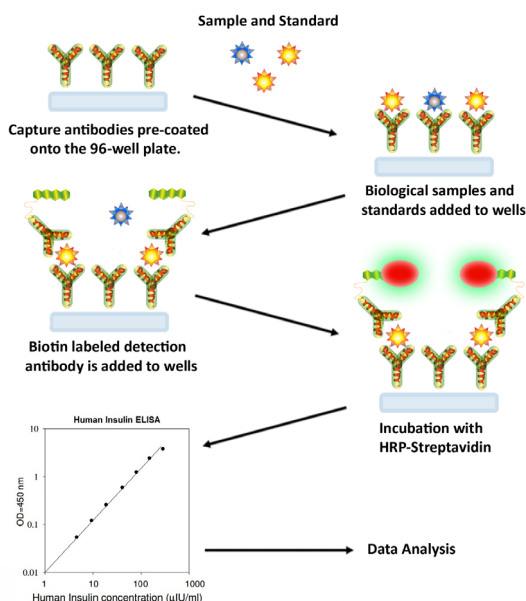 Sample and Standard
Capture antibodies pre-coated
onto the 96-well plate.
Biological samples and
standards added to wells
Biotin labeled detection
antibody is added to wells
Incubation with
HRP-Streptavidin
Human Insulin ELISA
OD=450 nm
10
1
0.1
0.01
1
10
100
1000
Human Insulin concentration (µIU/ml)
Data Analysis